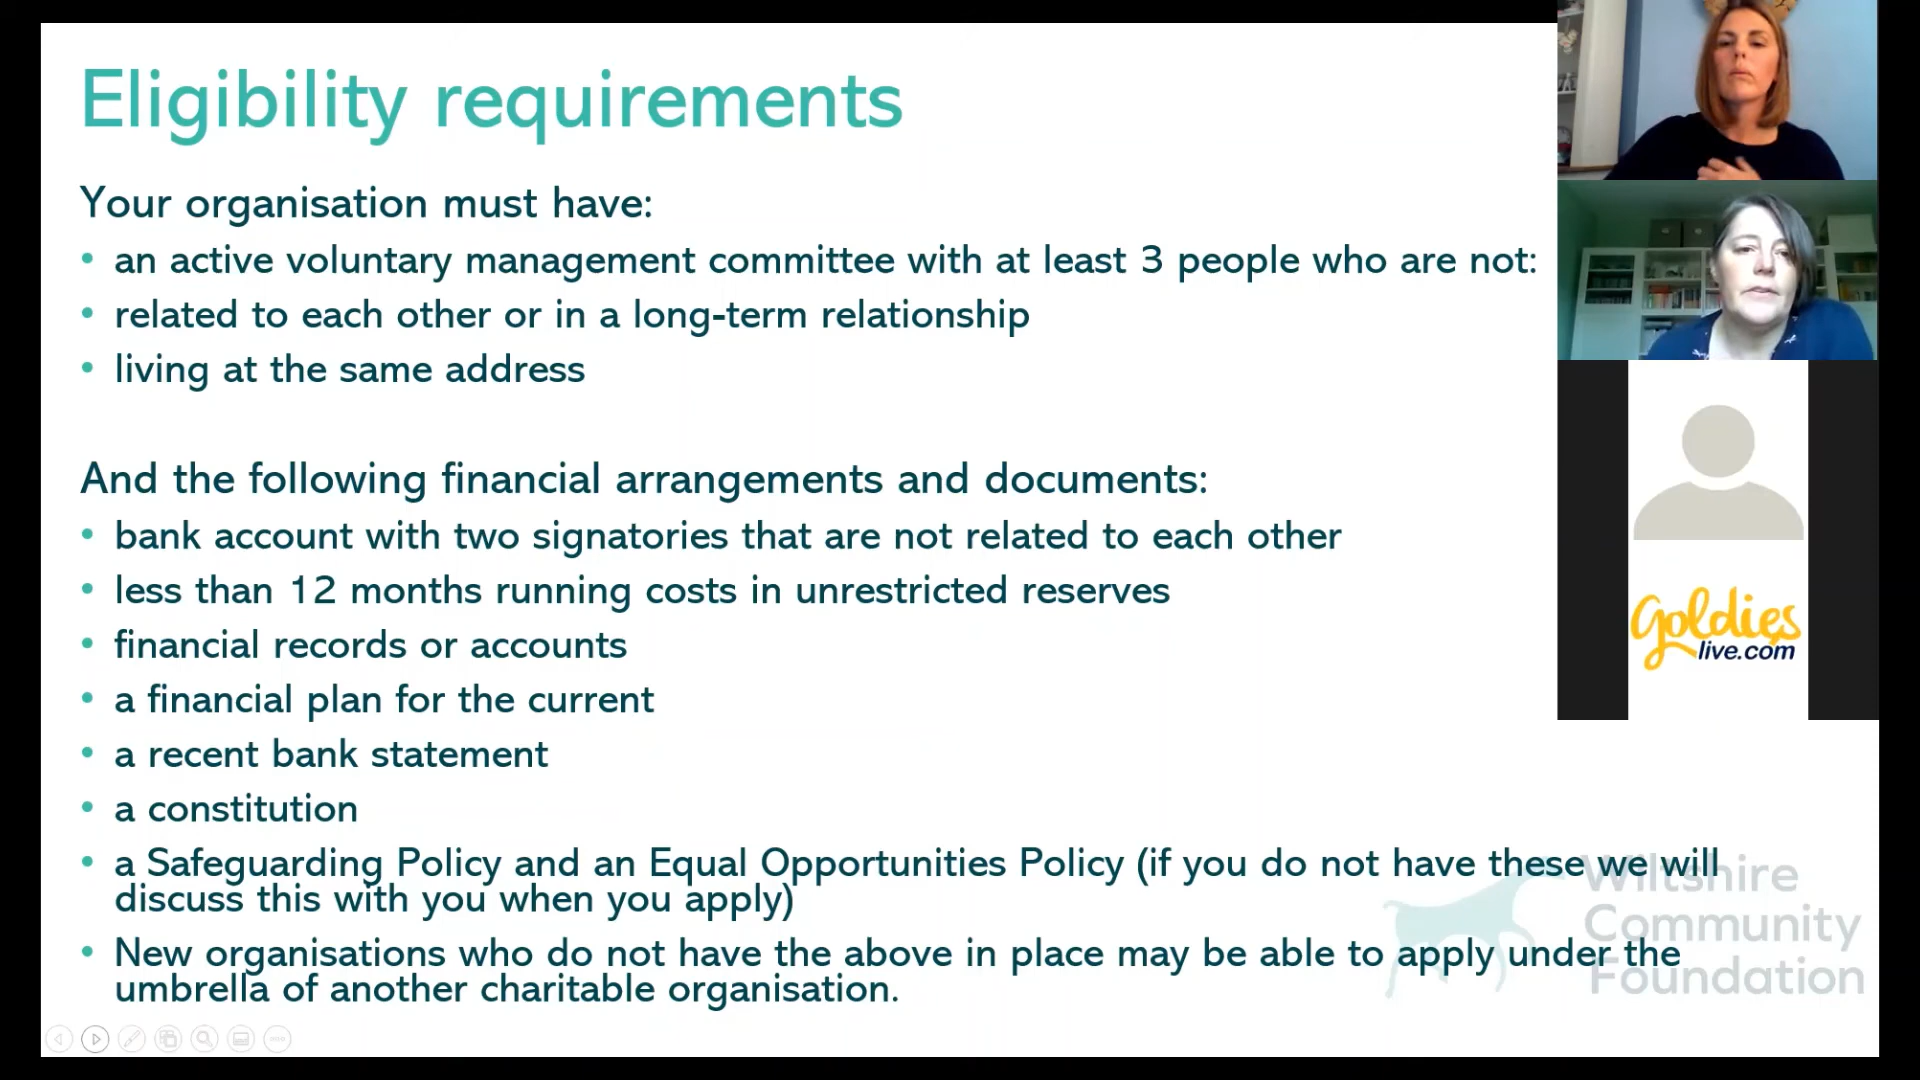 Eligibility requirements
Your organisation must have:
• an active voluntary management committee with at least 3 people who are not:
• related to each other or in a long-term relationship
• living at the same address
And the following financial arrangements and documents:
• bank account with two signatories that are not related to each other
• less than 12 months running costs in unrestricted reserves
• financial records or accounts
• a financial plan for the current
• a recent bank statement
• a constitution
• a Safeguarding Policy and an Equal Opportunities Policy (if you do not have these we will
discuss this with you when you apply)
• New organisations who do not have the above in place may be able to apply under the
umbrella of another charitable organisation.
Wiltshire
Community
Foundation
Goldies
live.com